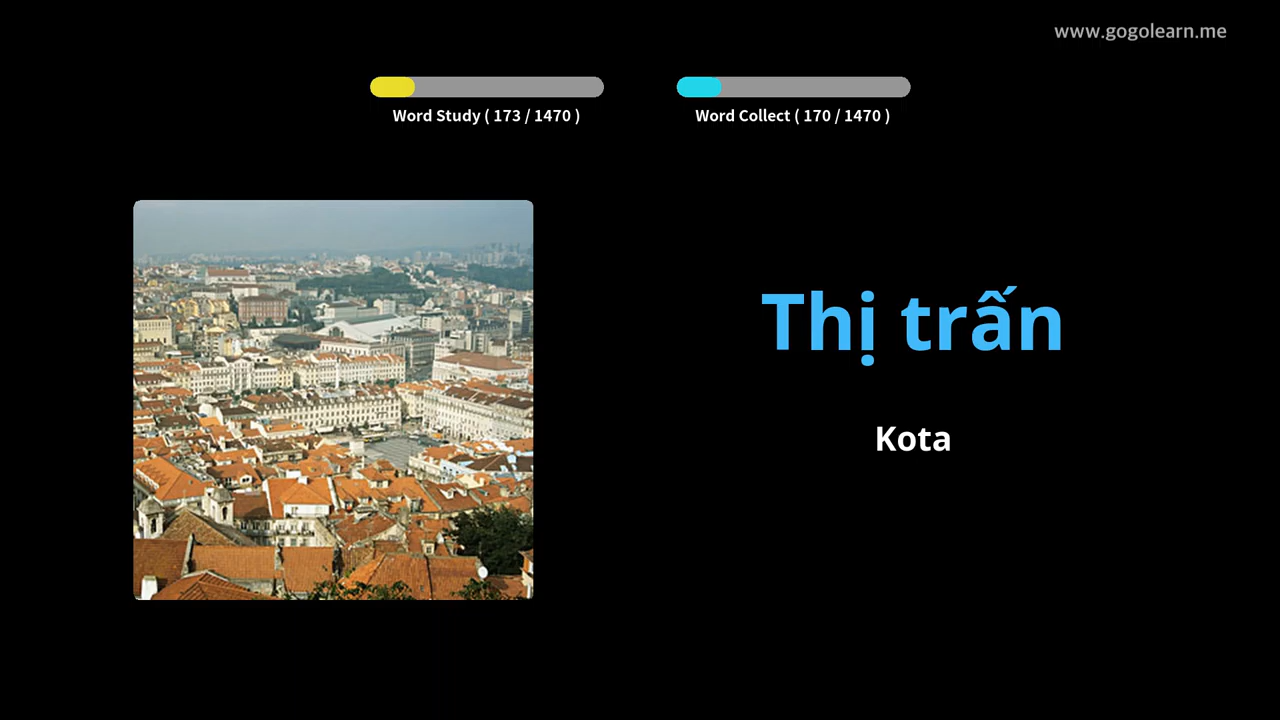 www.gogolearn.me
Word Study ( 173 / 1470 )
Word Collect ( 170 / 1470 )
Thị trấn
Kota